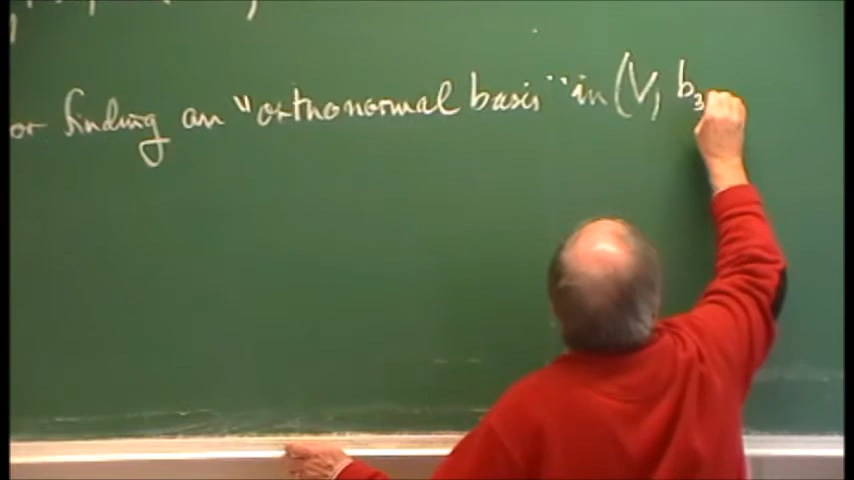 or finding an "orthonormal basis" in (V, b3